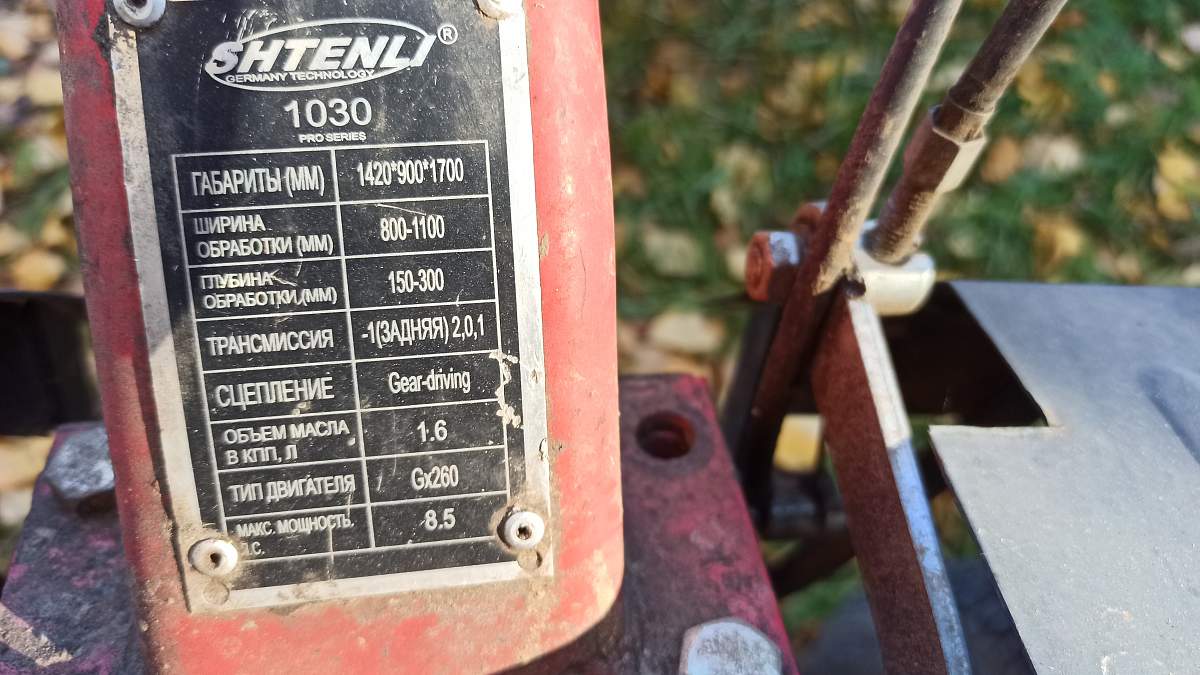 SHTENLI®
GERMANY TECHNOLOGY
1030
PRO SERIES
ГАБАРИТЫ (ММ) 1420*900*1700
ШИРИНА
ОБРАБОТКИ (ММ) 800-1100
ГЛУБИНА
ОБРАБОТКИ (ММ) 150-300
ТРАНСМИССИЯ -1(ЗАДНЯЯ) 2,0,1
СЦЕПЛЕНИЕ Gear-driving
ОБЪЕМ МАСЛА
В КПП, Л 1.6
ТИП ДВИГАТЕЛЯ Gx260
МАКС. МОЩНОСТЬ. 8.5
Л.С.